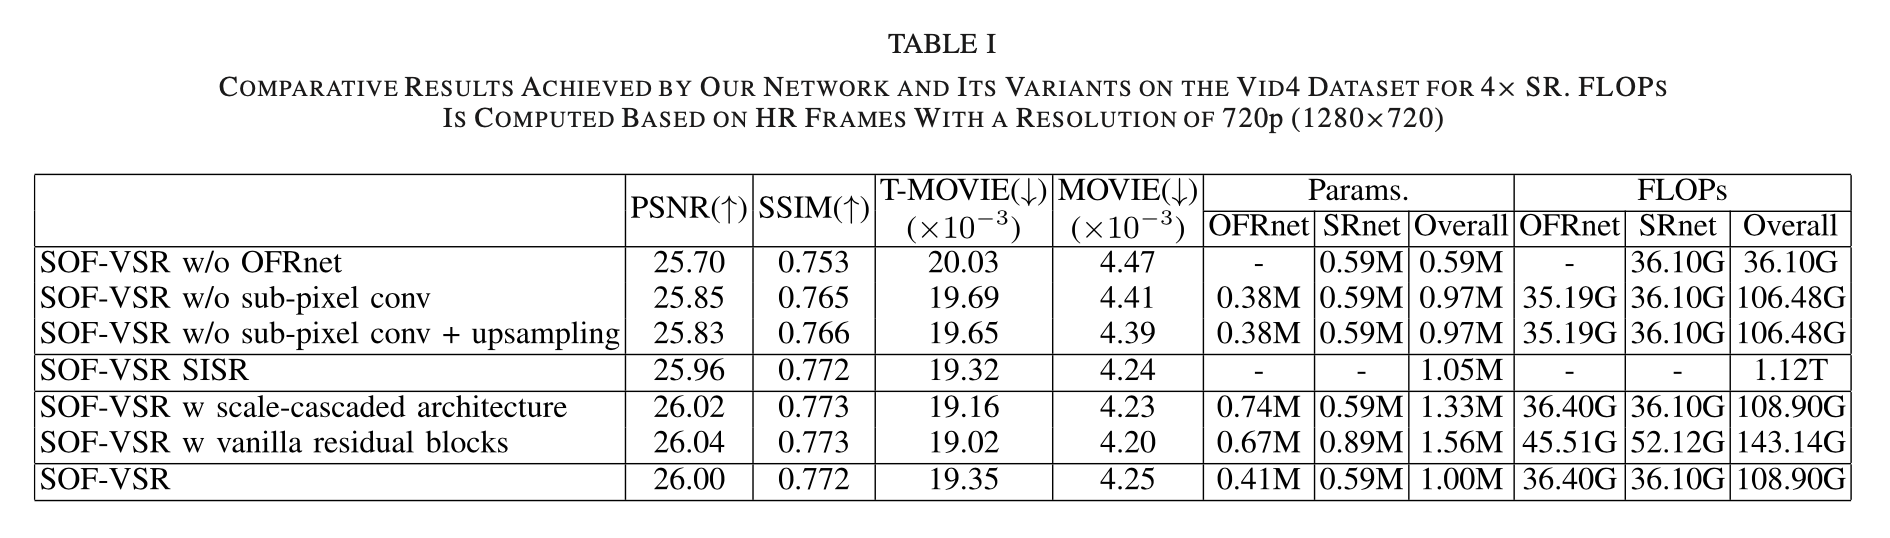 TABLE I
COMPARATIVE RESULTS ACHIEVED BY OUR NETWORK AND ITS VARIANTS ON THE VID4 DATASET FOR 4× SR. FLOPS
IS COMPUTED BASED ON HR FRAMES WITH A RESOLUTION OF 720p (1280×720)
PSNR(↑) SSIM(↑) T-MOVIE(↓) (×10⁻³) MOVIE(↓) (×10⁻³) Params. FLOPs
OFRnet SRnet Overall OFRnet SRnet Overall
SOF-VSR w/o OFRnet 25.70 0.753 20.03 4.47 - 0.59M 0.59M - 36.10G 36.10G
SOF-VSR w/o sub-pixel conv 25.85 0.765 19.69 4.41 0.38M 0.59M 0.97M 35.19G 36.10G 106.48G
SOF-VSR w/o sub-pixel conv + upsampling 25.83 0.766 19.65 4.39 0.38M 0.59M 0.97M 35.19G 36.10G 106.48G
SOF-VSR SISR 25.96 0.772 19.32 4.24 - - 1.05M - - 1.12T
SOF-VSR w scale-cascaded architecture 26.02 0.773 19.16 4.23 0.74M 0.59M 1.33M 36.40G 36.10G 108.90G
SOF-VSR w vanilla residual blocks 26.04 0.773 19.02 4.20 0.67M 0.89M 1.56M 45.51G 52.12G 143.14G
SOF-VSR 26.00 0.772 19.35 4.25 0.41M 0.59M 1.00M 36.40G 36.10G 108.90G